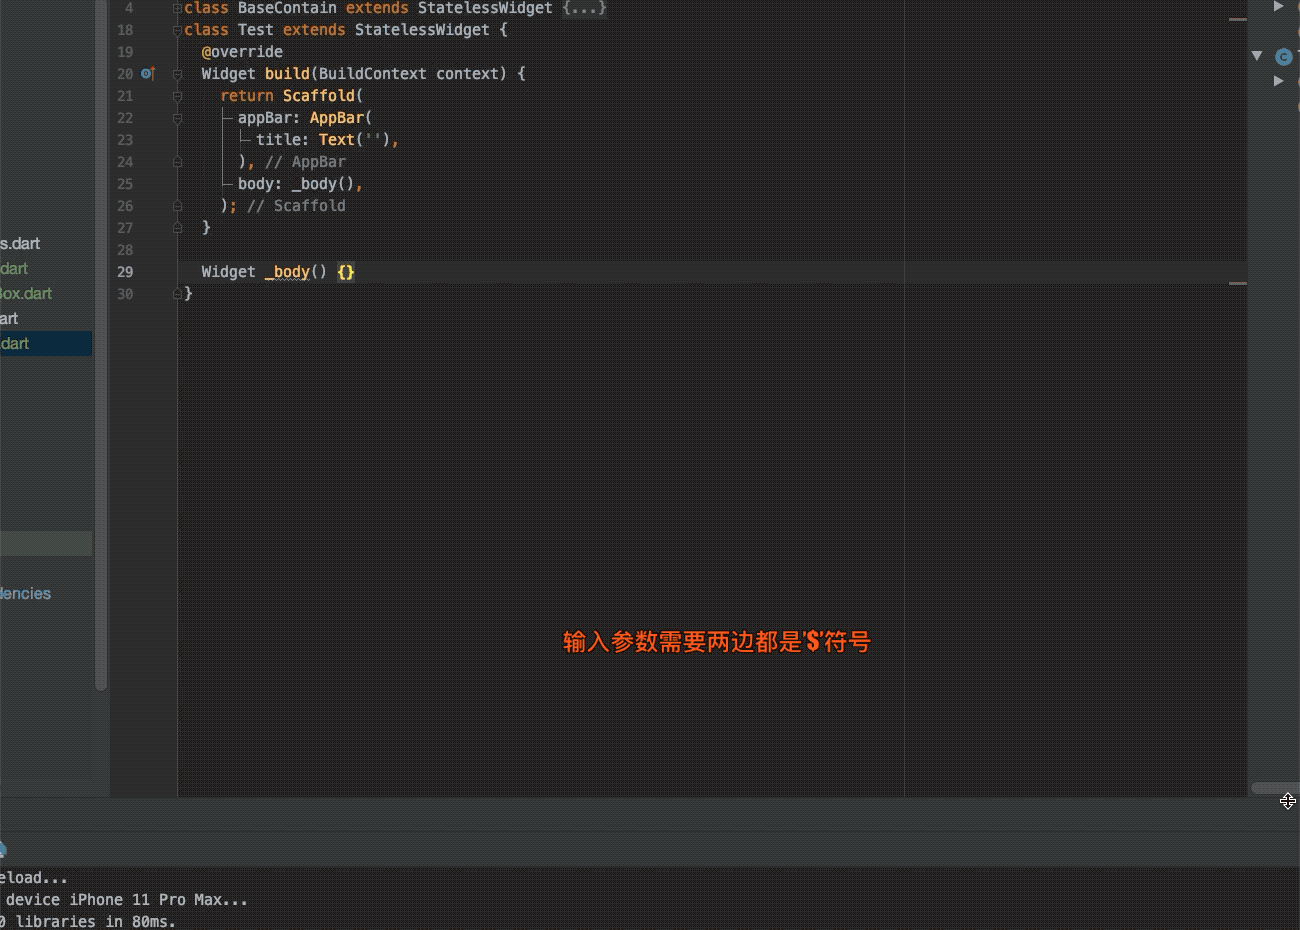 4 class BaseContain extends StatelessWidget {...}
18 class Test extends StatelessWidget {
19 @override
20 Widget build(BuildContext context) {
21 return Scaffold(
22 appBar: AppBar(
23 title: Text(''),
24 ), // AppBar
25 body: _body(),
26 ); // Scaffold
27 }
28
29 Widget _body() {}
30 }
s.dart
dart
Box.dart
art
.dart
dencies
C
输入参数需要两边都是'$'符号
eload...
device iPhone 11 Pro Max...
0 libraries in 80ms.